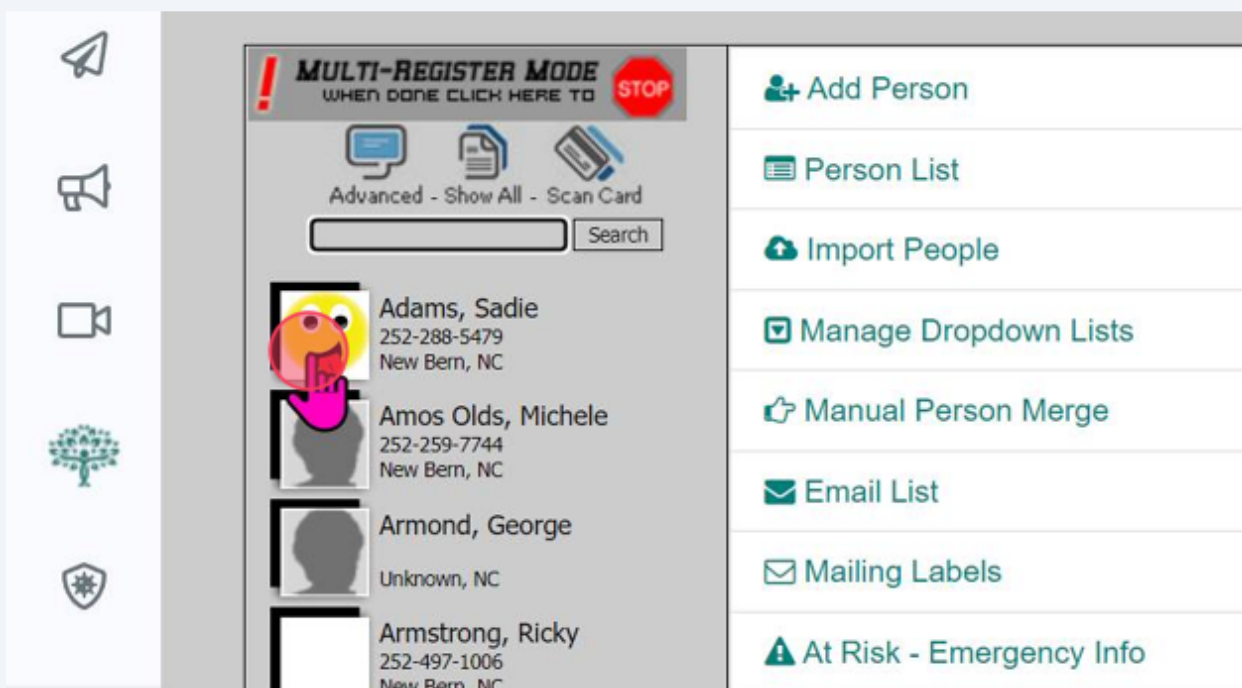 MULTI-REGISTER MODE
WHEN DONE CLICK HERE TO STOP
Advanced - Show All - Scan Card
Search
Adams, Sadie
252-288-5479
New Bern, NC
Amos Olds, Michele
252-259-7744
New Bern, NC
Armond, George
Unknown, NC
Armstrong, Ricky
252-497-1006
New Bern, NC
Add Person
Person List
Import People
Manage Dropdown Lists
Manual Person Merge
Email List
Mailing Labels
At Risk - Emergency Info